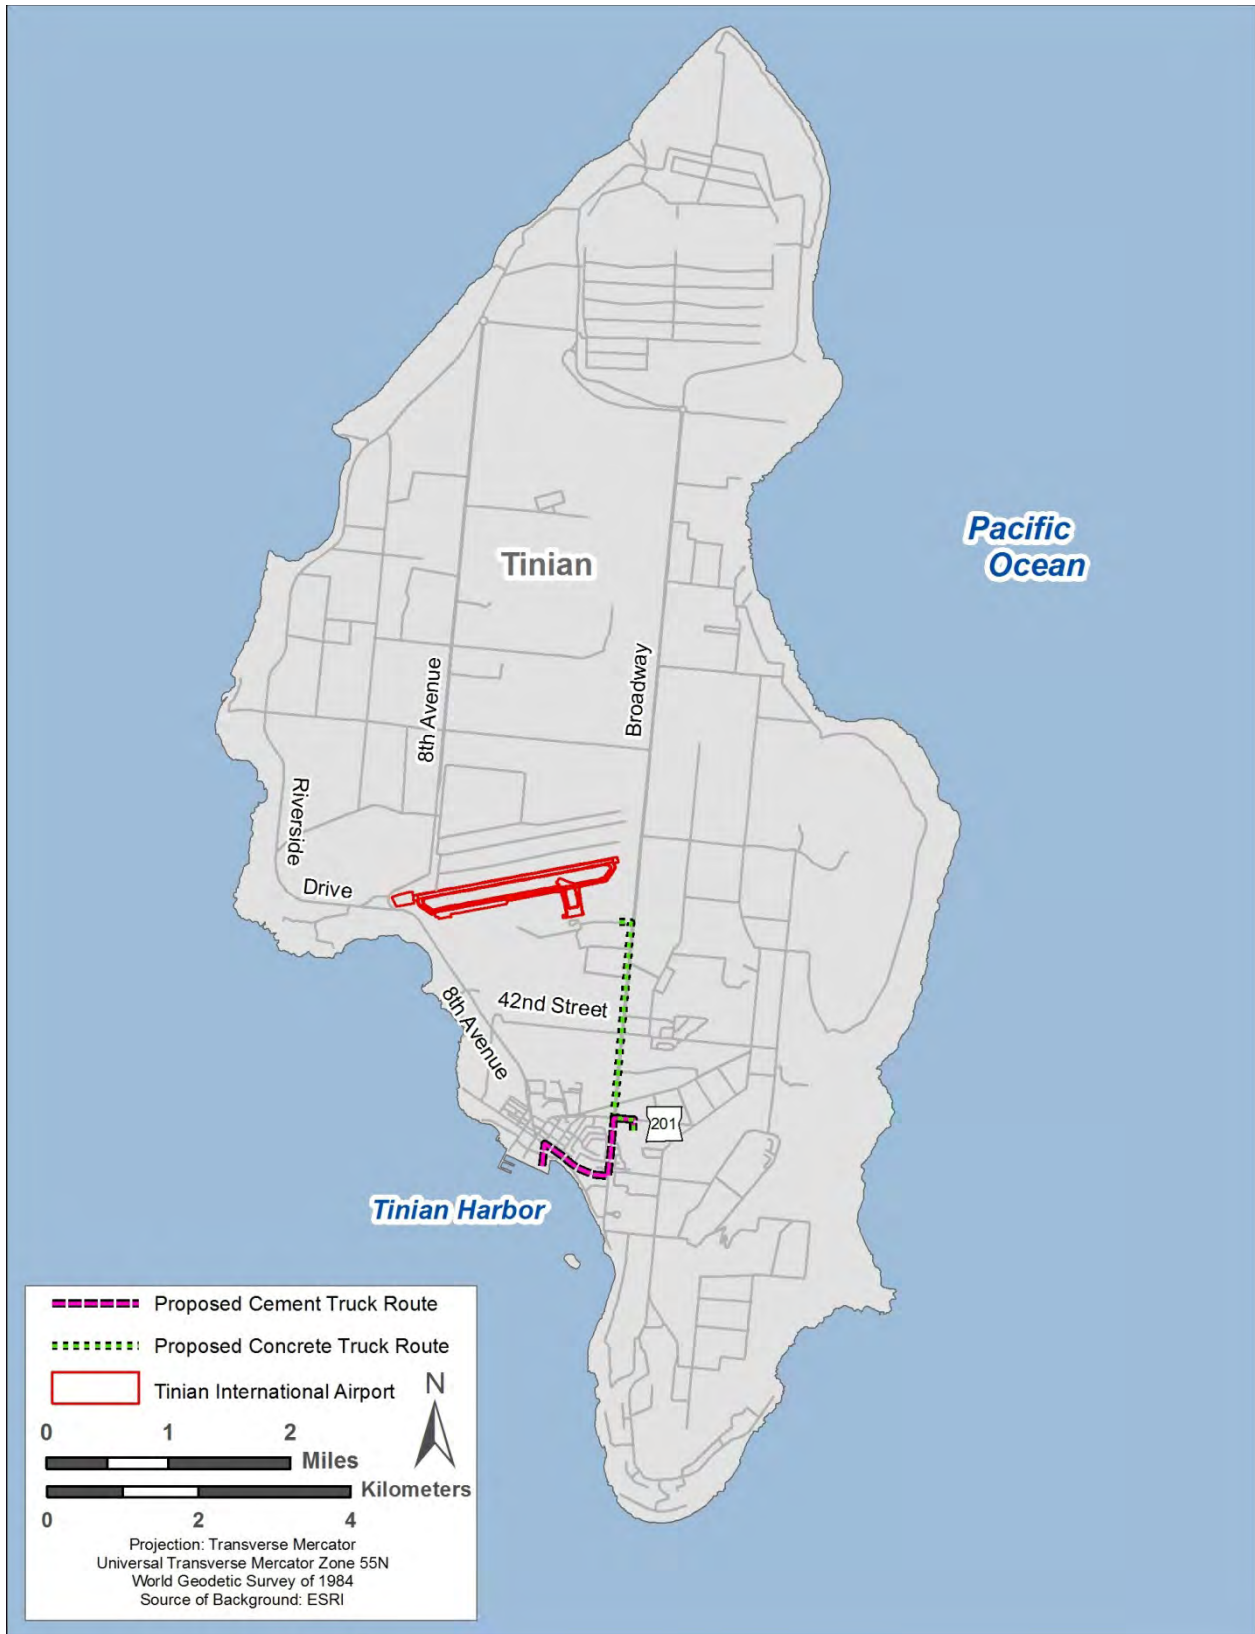 Pacific
Ocean
Tinian
Broadway
8th Avenue
Riverside
Drive
42nd Street
8th Avenue
201
Tinian Harbor
Proposed Cement Truck Route
Proposed Concrete Truck Route
Tinian International Airport
N
0 1 2
Miles
Kilometers
0 2 4
Projection: Transverse Mercator
Universal Transverse Mercator Zone 55N
World Geodetic Survey of 1984
Source of Background: ESRI